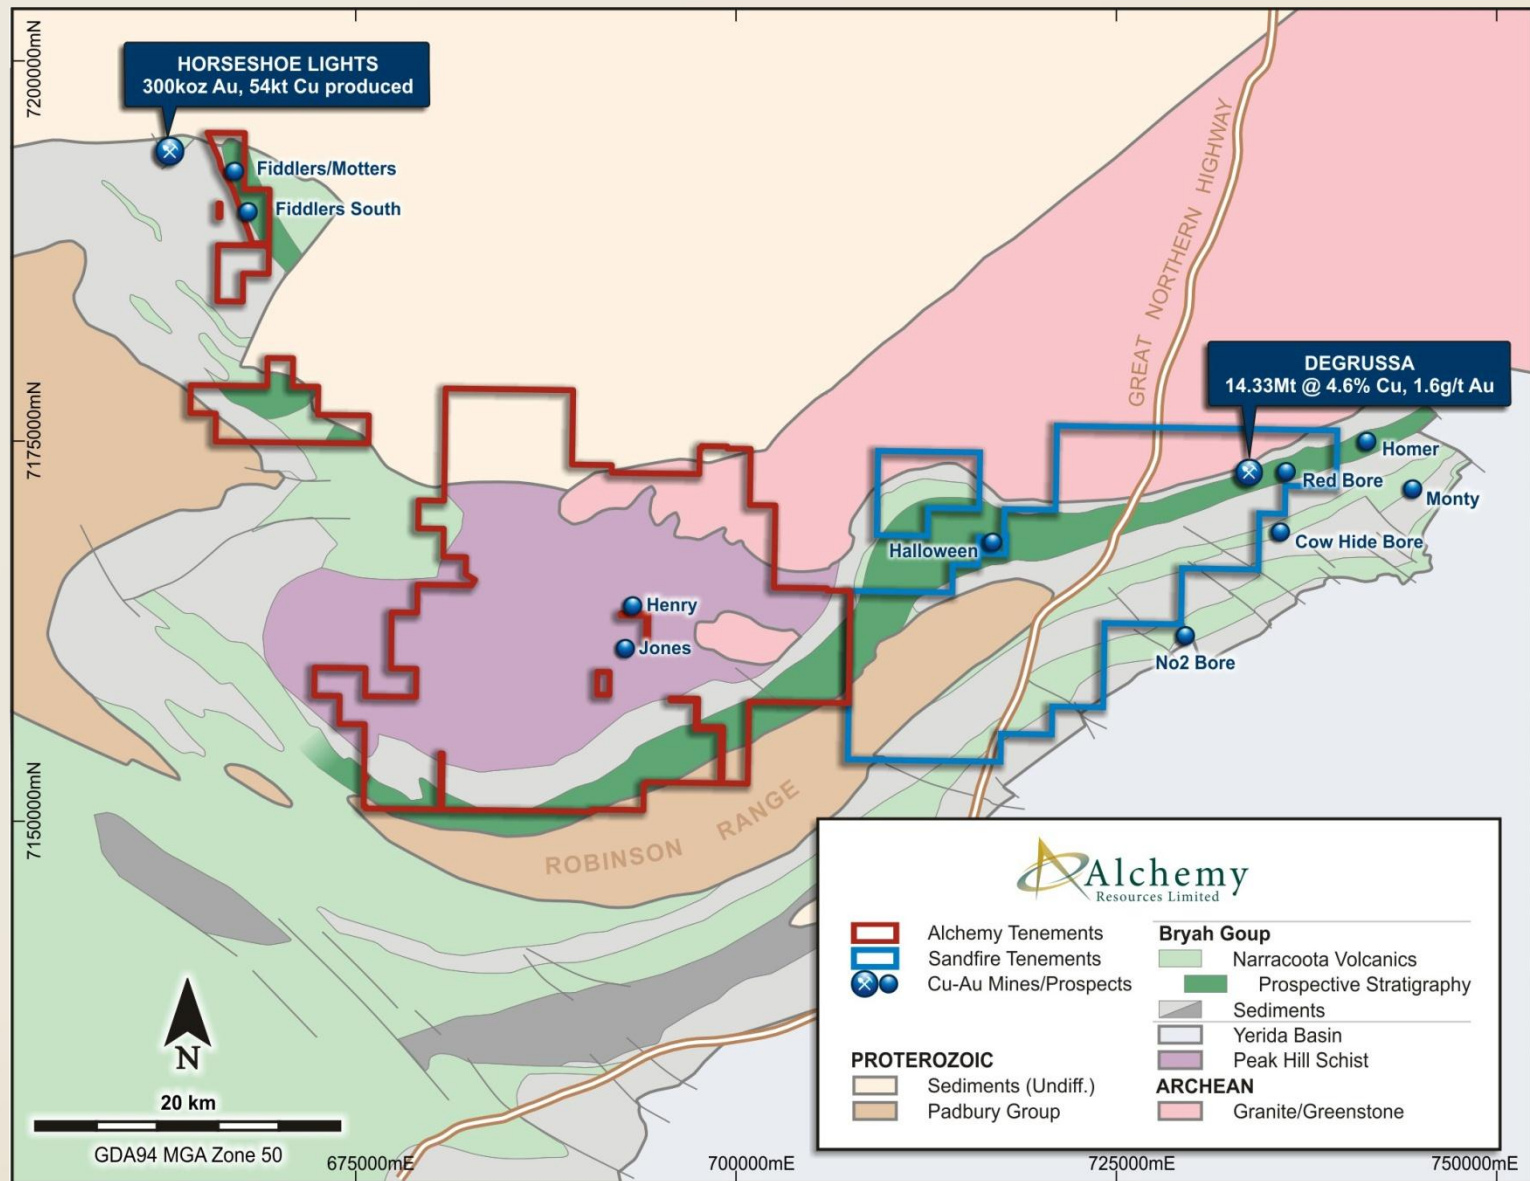 7200000mN
HORSESHOE LIGHTS
300koz Au, 54kt Cu produced
Fiddlers/Motters
Fiddlers South
GREAT NORTHERN HIGHWAY
7175000mN
DEGRUSSA
14.33Mt @ 4.6% Cu, 1.6g/t Au
Homer
Red Bore
Monty
Cow Hide Bore
Halloween
Henry
Jones
No2 Bore
7150000mN
ROBINSON RANGE
Alchemy
Resources Limited
Alchemy Tenements
Sandfire Tenements
Cu-Au Mines/Prospects
PROTEROZOIC
Sediments (Undiff.)
Padbury Group
Bryah Goup
Narracoota Volcanics
Prospective Stratigraphy
Sediments
Yerida Basin
Peak Hill Schist
ARCHEAN
Granite/Greenstone
N
20 km
GDA94 MGA Zone 50
675000mE
700000mE
725000mE
750000mE